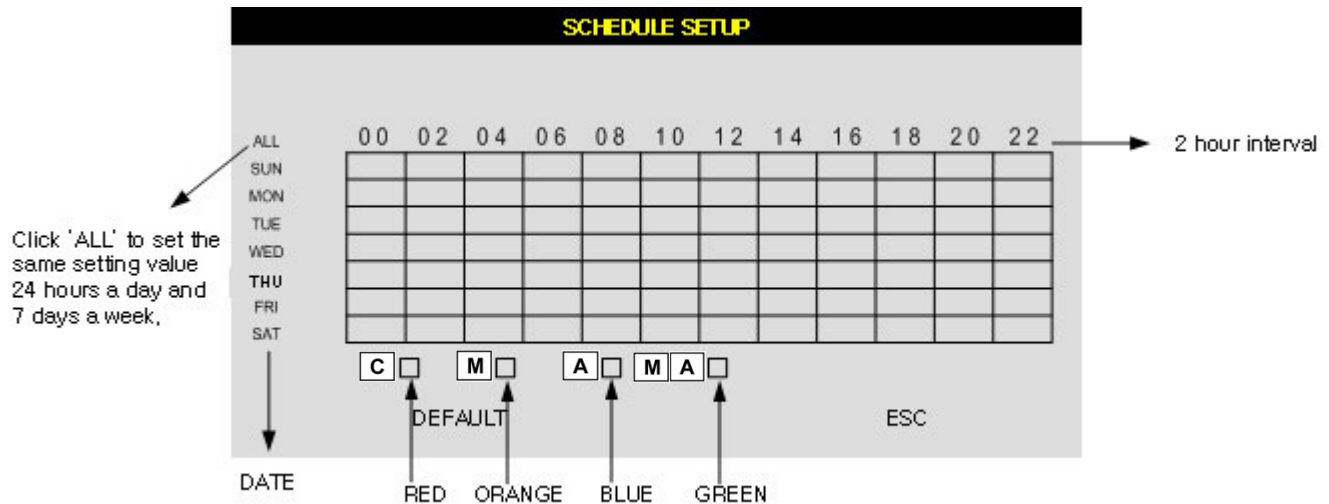 SCHEDULE SETUP
ALL 00 02 04 06 08 10 12 14 16 18 20 22
2 hour interval
SUN
MON
TUE
WED
THU
FRI
SAT
Click 'ALL' to set the
same setting value
24 hours a day and
7 days a week,
C M A M A
DEFAULT ESC
DATE
RED ORANGE BLUE GREEN